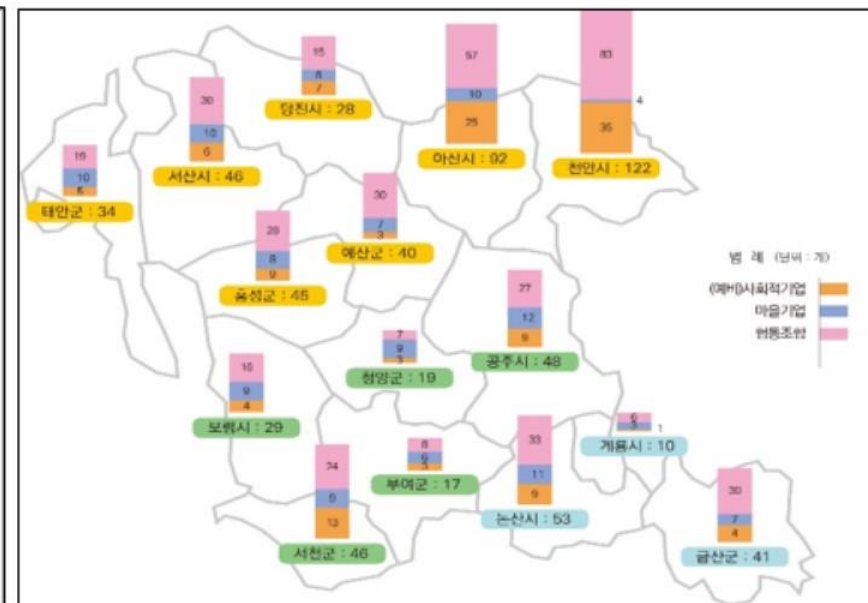 15
6
7
당진시 : 28
57
10
25
아산시 : 92
83
4
35
천안시 : 122
30
10
6
서산시 : 46
19
10
5
태안군 : 34
30
7
3
예산군 : 40
28
8
9
홍성군 : 45
범 례 (단위 : 개)
(예비)사회적기업
마을기업
협동조합
27
12
9
공주시 : 48
7
9
3
청양군 : 19
16
9
4
보령시 : 29
6
3
1
계룡시 : 10
8
6
3
부여군 : 17
33
11
9
논산시 : 53
24
9
13
서천군 : 46
30
7
4
금산군 : 41